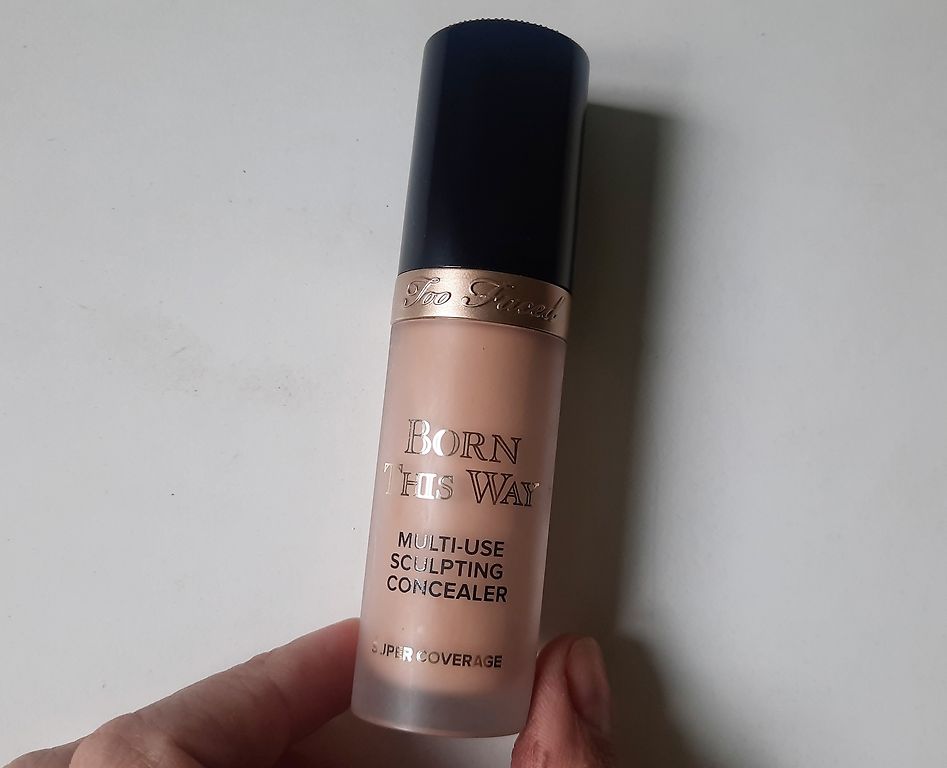 Too Faced
BORN
THIS WAY
MULTI-USE
SCULPTING
CONCEALER
SUPER COVERAGE